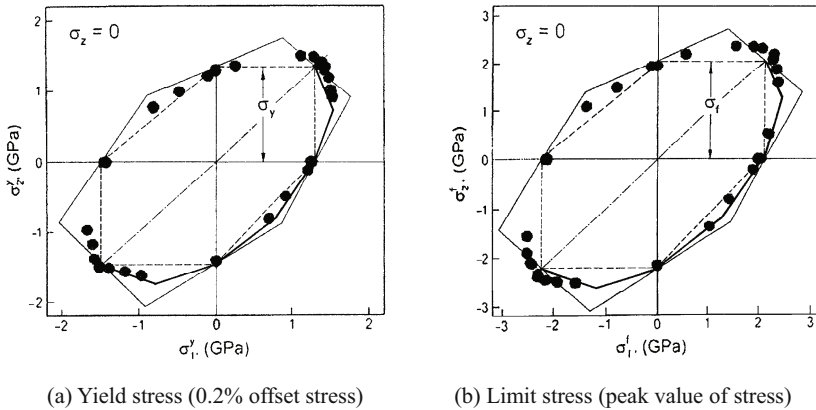 σz = 0
2
1
0
-1
-2
σ2'^y (GPa)
σy
-2 -1 0 1 2
σ1'^y (GPa)
(a) Yield stress (0.2% offset stress)
σz = 0
3
2
1
0
-1
-2
-3
σ2'^f (GPa)
σf
-3 -2 -1 0 1 2 3
σ1'^f (GPa)
(b) Limit stress (peak value of stress)